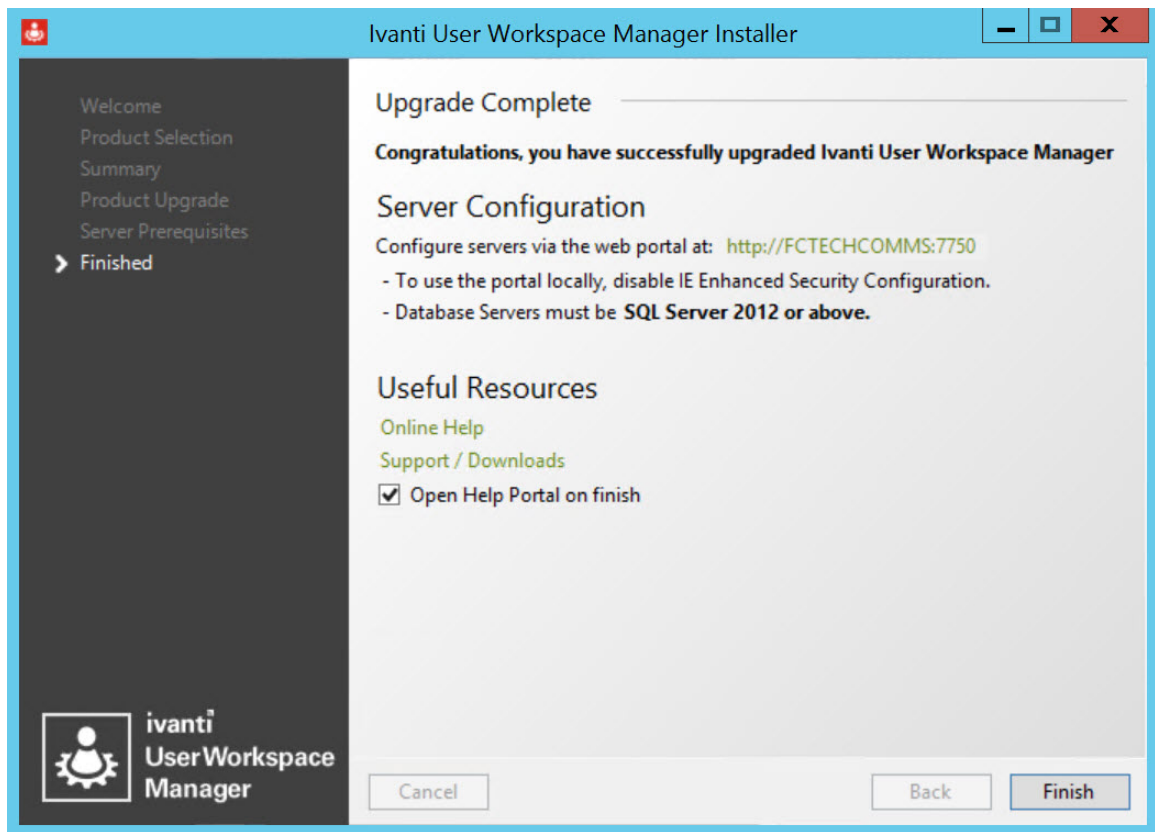 Ivanti User Workspace Manager Installer
Welcome
Product Selection
Summary
Product Upgrade
Server Prerequisites
Finished
Upgrade Complete
Congratulations, you have successfully upgraded Ivanti User Workspace Manager
Server Configuration
Configure servers via the web portal at: http://FCTECHCOMMS:7750
- To use the portal locally, disable IE Enhanced Security Configuration.
- Database Servers must be SQL Server 2012 or above.
Useful Resources
Online Help
Support / Downloads
Open Help Portal on finish
ivanti
User Workspace
Manager
Cancel
Back
Finish